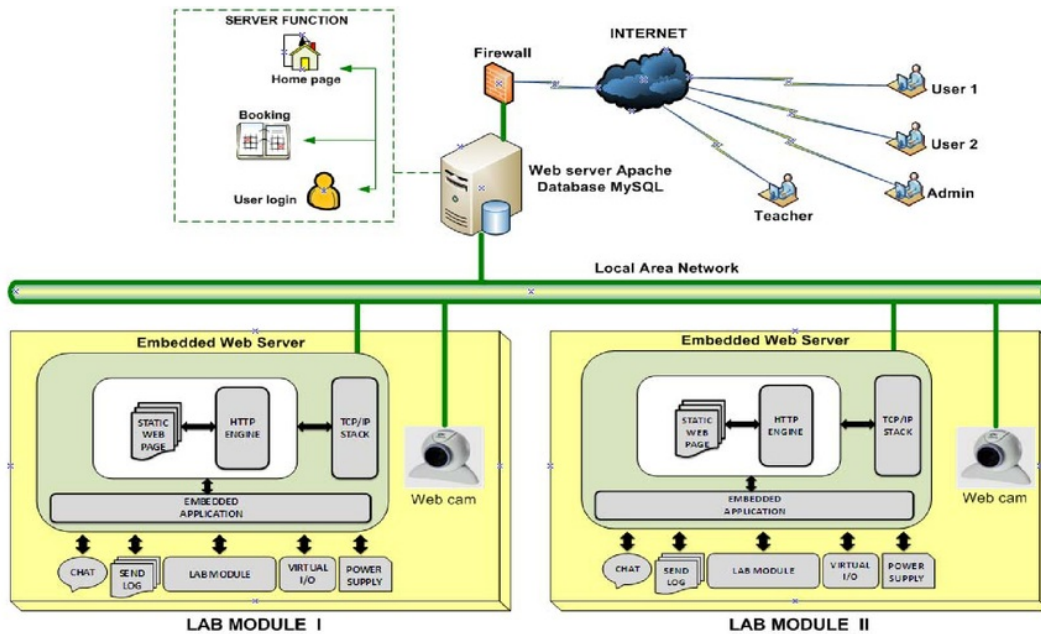 SERVER FUNCTION
Home page
Booking
User login
Firewall
INTERNET
User 1
User 2
Admin
Teacher
Web server Apache
Database MySQL
Local Area Network
Embedded Web Server
STATIC
WEB
PAGE
HTTP
ENGINE
TCP/IP
STACK
EMBEDDED
APPLICATION
CHAT
SEND
LOG
LAB MODULE
VIRTUAL
I/O
POWER
SUPPLY
Web cam
LAB MODULE I
Embedded Web Server
STATIC
WEB
PAGE
HTTP
ENGINE
TCP/IP
STACK
EMBEDDED
APPLICATION
CHAT
SEND
LOG
LAB MODULE
VIRTUAL
I/O
POWER
SUPPLY
Web cam
LAB MODULE II